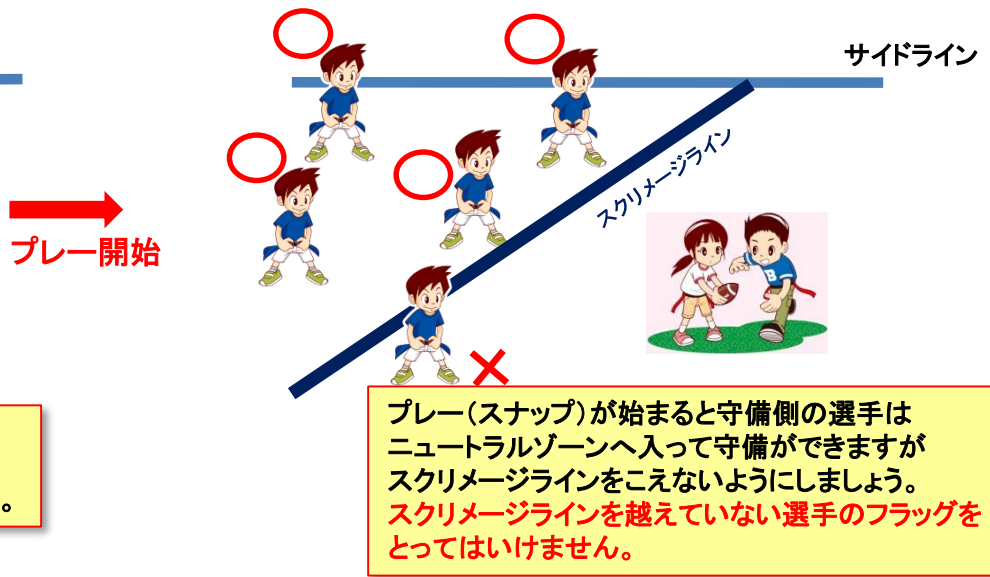 サイドライン
スクリメージライン
プレー開始
。
プレー（スナップ）が始まると守備側の選手は
ニュートラルゾーンへ入って守備ができますが
スクリメージラインをこえないようにしましょう。
スクリメージラインを越えていない選手のフラッグを
とってはいけません。
B